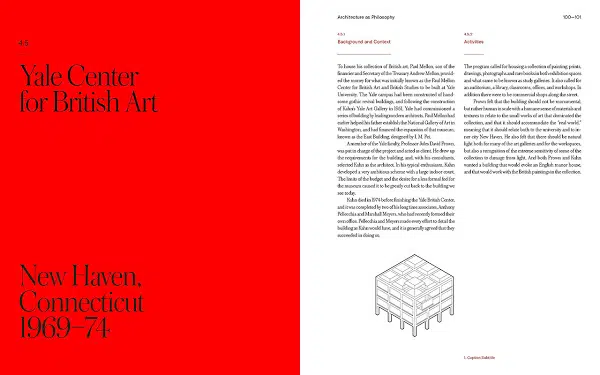 4.5
Yale Center
for British Art
New Haven,
Connecticut
1969–74
Architecture as Philosophy
100–101
4.5.1
Background and Context
To house his collection of British art, Paul Mellon, son of the
financier and Secretary of the Treasury Andrew Mellon, provid-
ed the money for what was initially known as the Paul Mellon
Center for British Art and British Studies to be built at Yale
University. The Yale campus had been constructed of hand-
some gothic revival buildings, and following the construction
of Kahn's Yale Art Gallery in 1951, Yale had commissioned a
series of building by leading modern architects. Paul Mellon had
earlier helped his father establish the National Gallery of Art in
Washington, and had financed the expansion of that museum,
known as the East Building, designed by I. M. Pei.
A member of the faculty, Professor Jules David Prown,
was put in charge of the project and acted as client. He drew up
the requirements for the building, and, with his consultants,
selected Kahn as the architect. In his typical enthusiasm, Kahn
developed a very ambitious scheme with a large indoor court.
The limits of the budget and the desire for a less formal feel for
the museum caused it to be greatly cut back to the building we
see today.
Kahn died in 1974 before finishing the Yale British Center,
and it was completed by two of his long time associates, Anthony
Pellecchia and Marshall Meyers, who had recently formed their
own office. Pellecchia and Meyers made every effort to detail the
building as Kahn would have, and it is generally agreed that they
succeeded in doing so.
4.5.2
Activities
The program called for housing a collection of painting, prints,
drawings, photographs and rare books in both exhibition spaces
and what came to be known as study galleries. It also called for
an auditorium, a library, classrooms, offices, and workshops. In
addition there were to be commercial shops along the street.
Prown felt that the building should not be monumental,
but rather human in scale with a humane sense of materials and
textures to relate to the small works of art that dominated the
collection, and that it should accommodate the "real world,"
meaning that it should relate both to the university and to in-
ner city New Haven. He also felt that there should be natural
light both for many of the art galleries and for the workspaces,
but also a recognition of the extreme sensitivity of some of the
collection to damage from light. And both Prown and Kahn
wanted a building that would evoke an English manor house,
and that would work with the British paintings in the collection.
1. Caption Subtitle